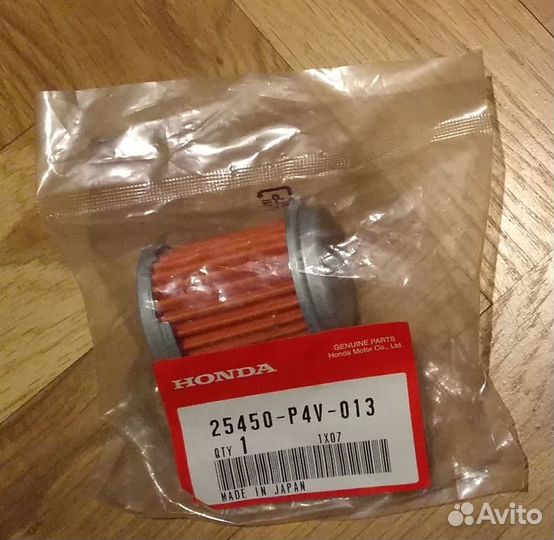 GENUINE PARTS
Honda Motor Co., Ltd.
HONDA
25450-P4V-013
QTY 1 1X07
MADE IN JAPAN
Avito